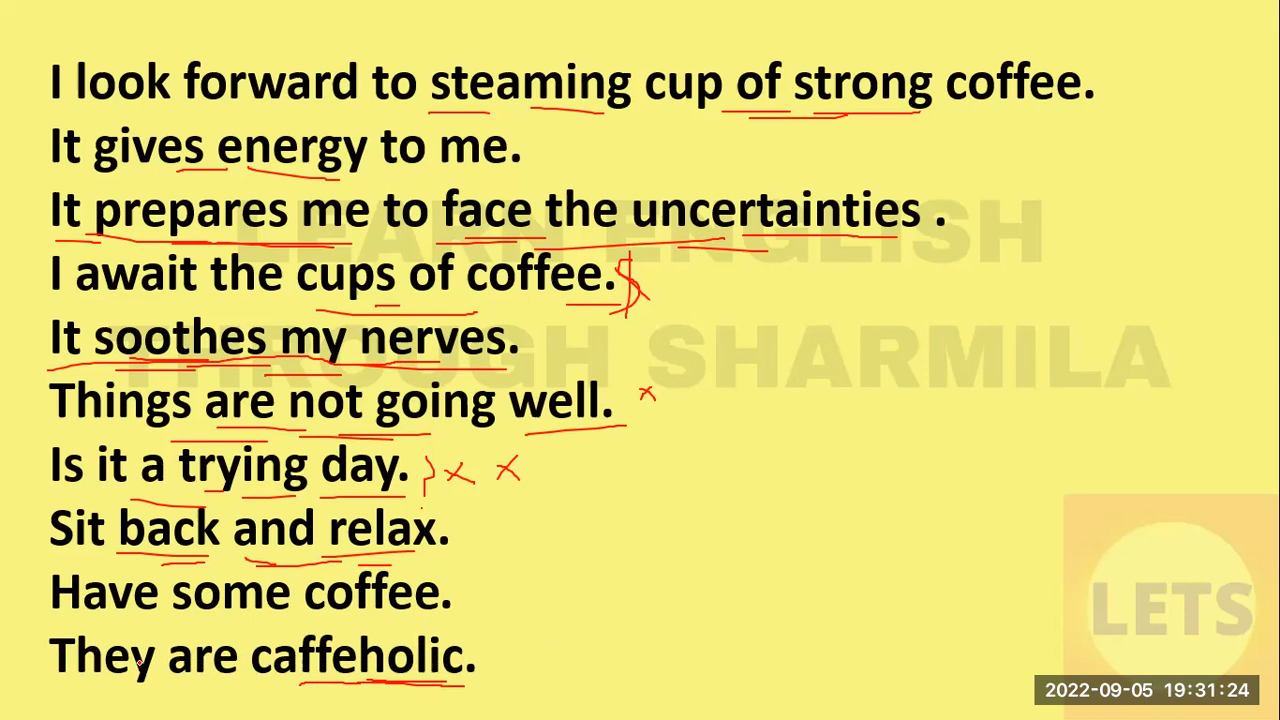 I look forward to steaming cup of strong coffee.
It gives energy to me.
It prepares me to face the uncertainties .
I await the cups of coffee.
It soothes my nerves.
Things are not going well.
Is it a trying day.
Sit back and relax.
Have some coffee.
They are caffeholic.
LEARN ENGLISH
THROUGH SHARMILA
LETS
2022-09-05 19:31:24